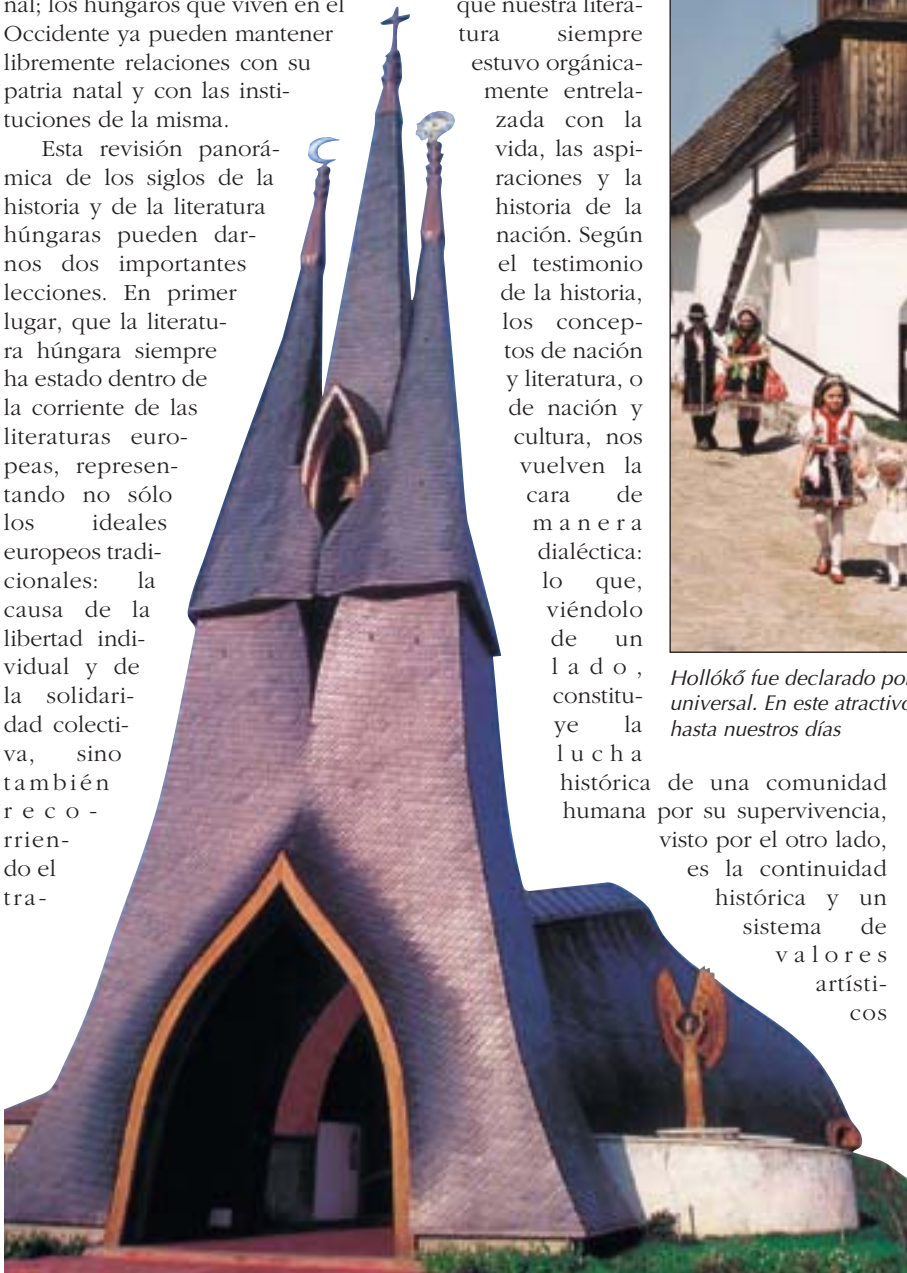 nal; los húngaros que viven en el
Occidente ya pueden mantener
libremente relaciones con su
patria natal y con las insti-
tuciones de la misma.
Esta revisión panorá-
mica de los siglos de la
historia y de la literatura
húngaras pueden dar-
nos dos importantes
lecciones. En primer
lugar, que la literatu-
ra húngara siempre
ha estado dentro de
la corriente de las
literaturas euro-
peas, represen-
tando no sólo
los ideales
europeos tradi-
cionales: la
causa de la
libertad indi-
vidual y de
la solidari-
dad colecti-
va, sino
también
reco-
rrien-
do el
tra-
que nuestra litera-
tura siempre
estuvo orgánica-
mente entrela-
zada con la
vida, las aspi-
raciones y la
historia de la
nación. Según
el testimonio
de la historia,
los concep-
tos de nación
y literatura, o
de nación y
cultura, nos
vuelven la
cara de
manera
dialéctica:
lo que,
viéndolo
de un
lado,
constitu-
ye la
lucha
histórica de una comunidad
humana por su supervivencia,
visto por el otro lado,
es la continuidad
histórica y un
sistema de
valores
artísti-
cos
Hollókő fue declarado por
universal. En este atractivo
hasta nuestros días